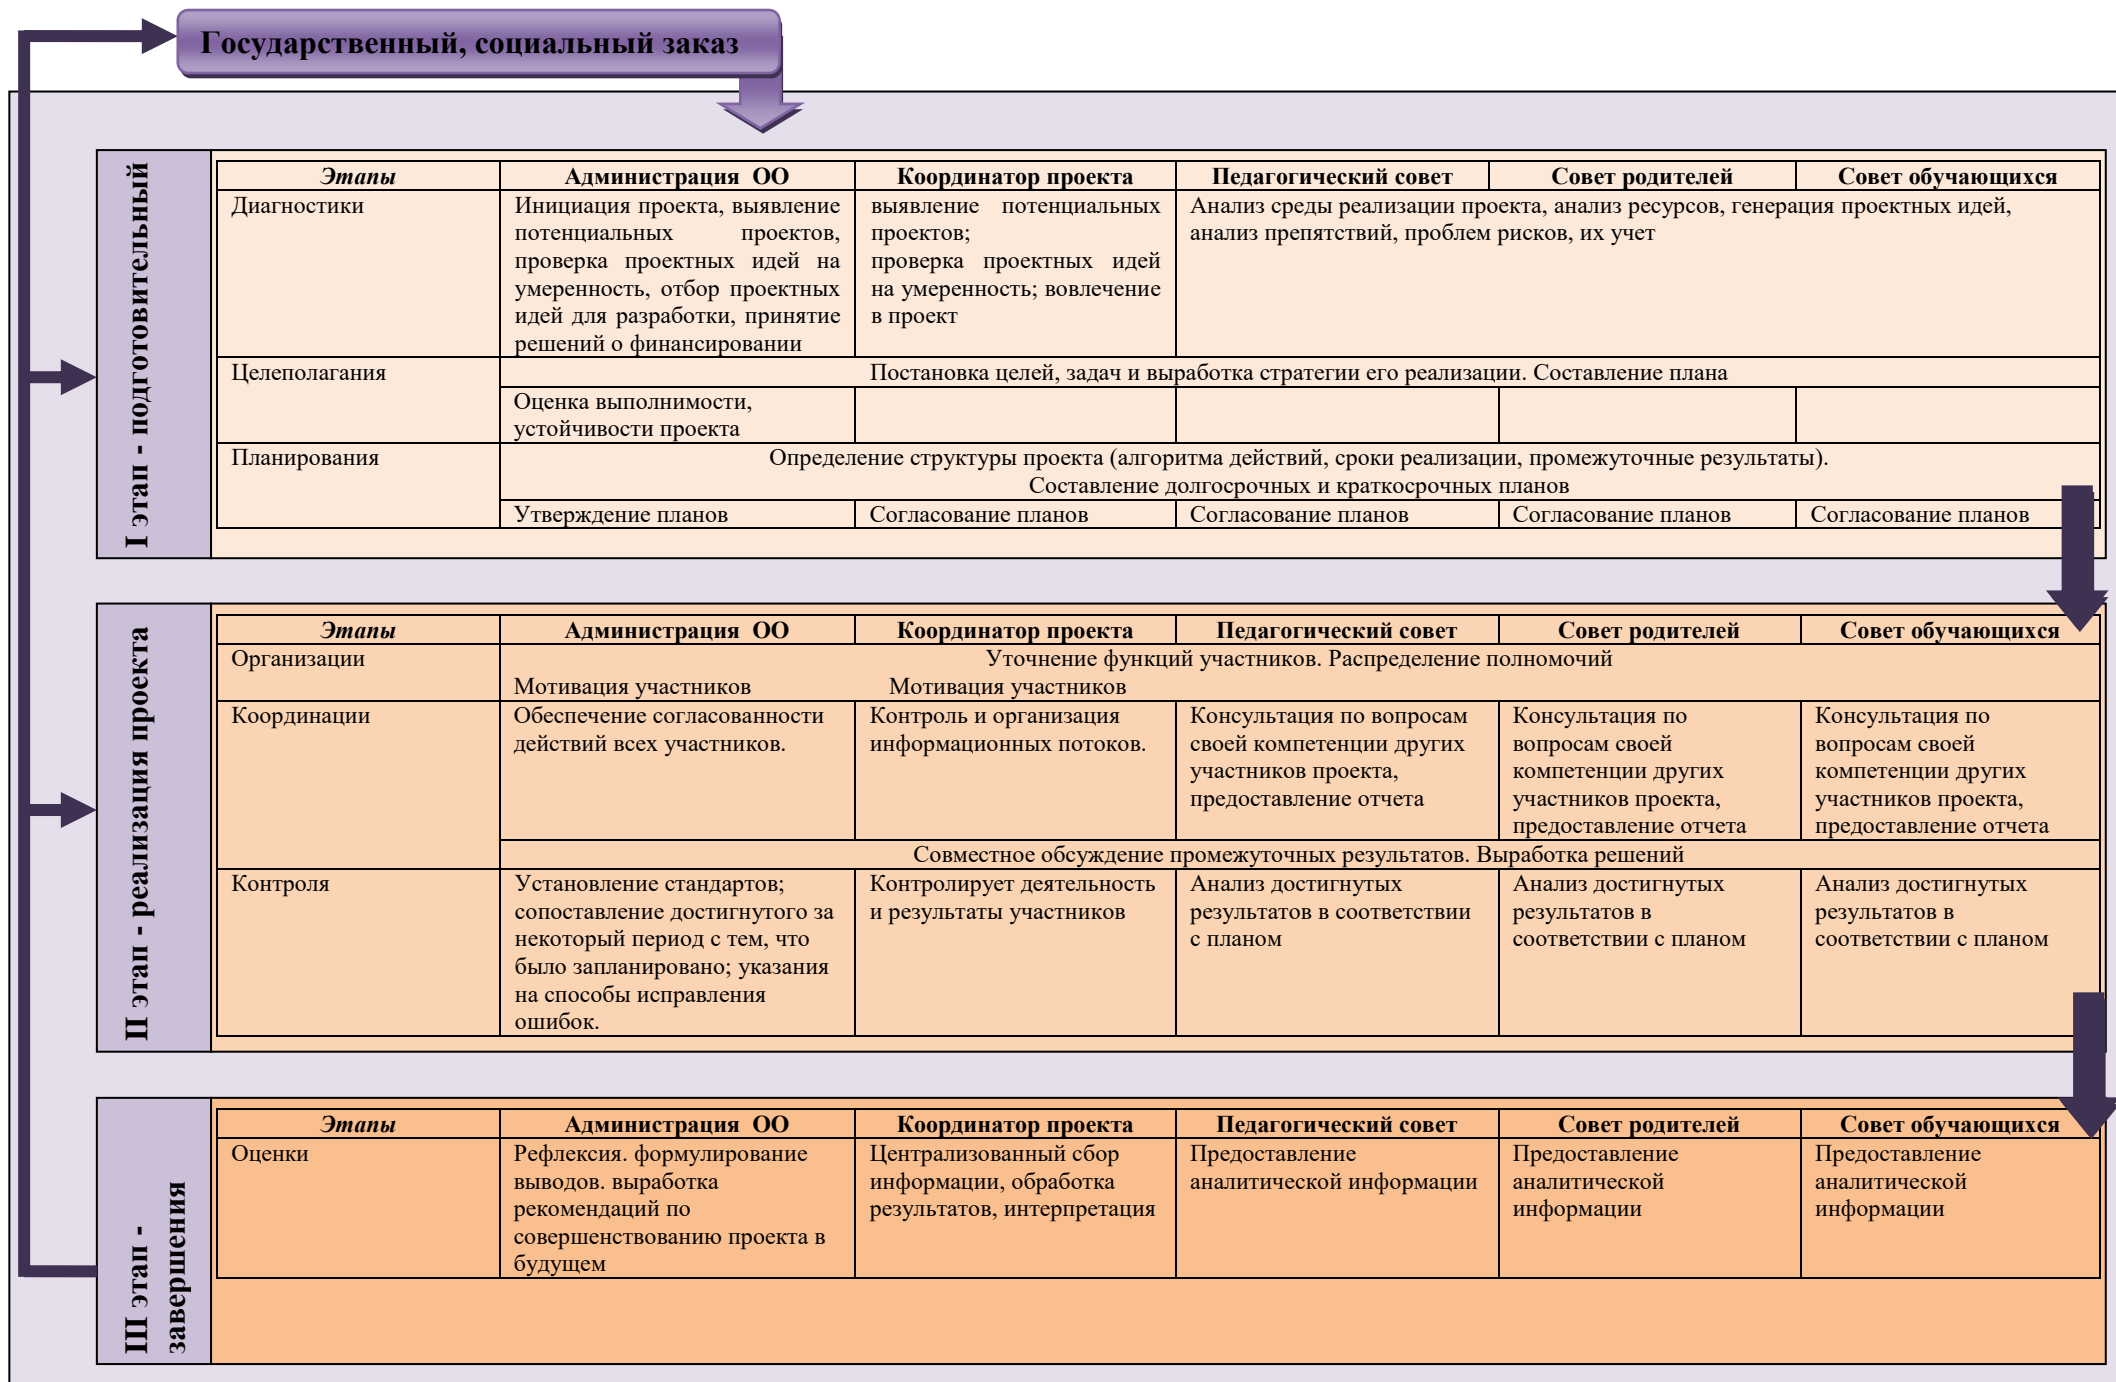 Государственный, социальный заказ
I этап - подготовительный
Этапы
Администрация ОО
Координатор проекта
Педагогический совет
Совет родителей
Совет обучающихся
Диагностики
Инициация проекта, выявление
потенциальных проектов,
проверка проектных идей на
умеренность, отбор проектных
идей для разработки, принятие
решений о финансировании
выявление потенциальных
проектов;
проверка проектных идей
на умеренность; вовлечение
в проект
Анализ среды реализации проекта, анализ ресурсов, генерация проектных идей,
анализ препятствий, проблем рисков, их учет
Целеполагания
Постановка целей, задач и выработка стратегии его реализации. Составление плана
Оценка выполнимости,
устойчивости проекта
Планирования
Определение структуры проекта (алгоритма действий, сроки реализации, промежуточные результаты).
Составление долгосрочных и краткосрочных планов
Утверждение планов
Согласование планов
Согласование планов
Согласование планов
Согласование планов
II этап - реализация проекта
Этапы
Администрация ОО
Координатор проекта
Педагогический совет
Совет родителей
Совет обучающихся
Организации
Уточнение функций участников. Распределение полномочий
Мотивация участников
Мотивация участников
Координации
Обеспечение согласованности
действий всех участников.
Контроль и организация
информационных потоков.
Консультация по вопросам
своей компетенции других
участников проекта,
предоставление отчета
Консультация по
вопросам своей
компетенции других
участников проекта,
предоставление отчета
Консультация по
вопросам своей
компетенции других
участников проекта,
предоставление отчета
Совместное обсуждение промежуточных результатов. Выработка решений
Контроля
Установление стандартов;
сопоставление достигнутого за
некоторый период с тем, что
было запланировано; указания
на способы исправления
ошибок.
Контролирует деятельность
и результаты участников
Анализ достигнутых
результатов в соответствии
с планом
Анализ достигнутых
результатов в
соответствии с планом
Анализ достигнутых
результатов в
соответствии с планом
III этап -
завершения
Этапы
Администрация ОО
Координатор проекта
Педагогический совет
Совет родителей
Совет обучающихся
Оценки
Рефлексия. формулирование
выводов. выработка
рекомендаций по
совершенствованию проекта в
будущем
Централизованный сбор
информации, обработка
результатов, интерпретация
Предоставление
аналитической информации
Предоставление
аналитической
информации
Предоставление
аналитической
информации